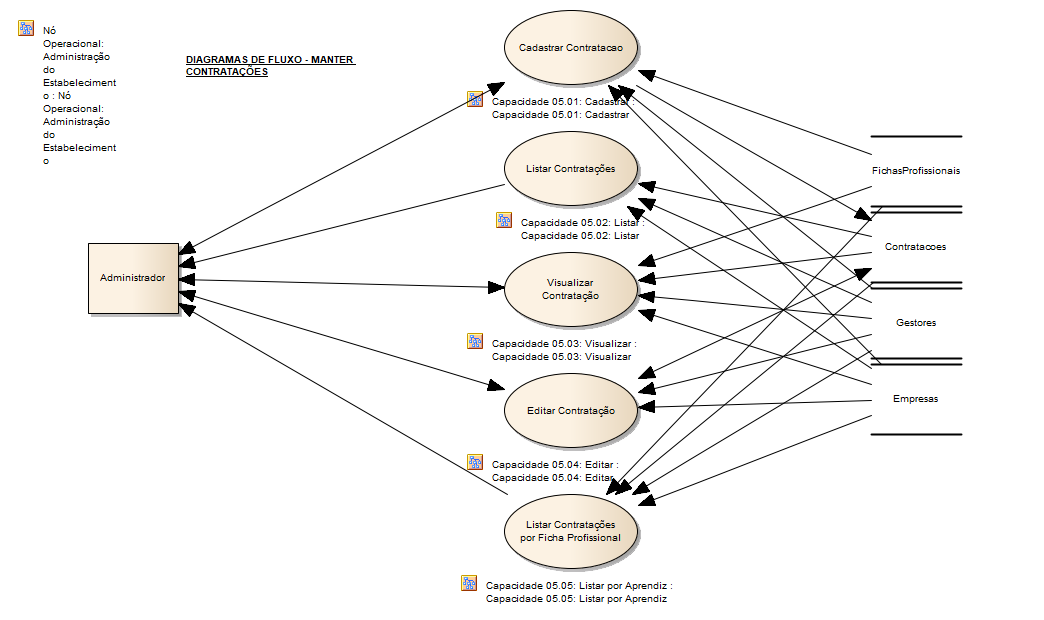 Nó
Operacional:
Administração
do
Estabeleciment
o : Nó
Operacional:
Administração
do
Estabeleciment
o
DIAGRAMAS DE FLUXO - MANTER
CONTRATAÇÕES
Cadastrar Contratacao
Capacidade 05.01: Cadastrar :
Capacidade 05.01: Cadastrar
Listar Contratações
Capacidade 05.02: Listar :
Capacidade 05.02: Listar
Administrador
Visualizar
Contratação
Capacidade 05.03: Visualizar :
Capacidade 05.03: Visualizar
Editar Contratação
Capacidade 05.04: Editar :
Capacidade 05.04: Editar
Listar Contratações
por Ficha Profissional
Capacidade 05.05: Listar por Aprendiz :
Capacidade 05.05: Listar por Aprendiz
FichasProfissionais
Contratacoes
Gestores
Empresas